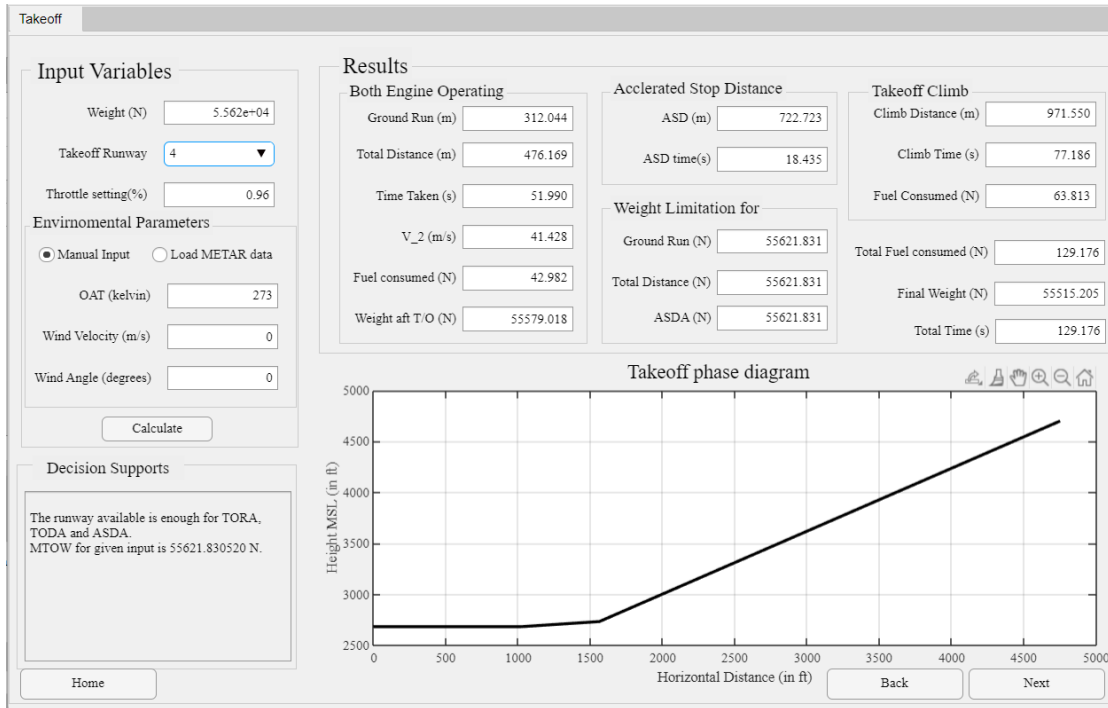 Takeoff
Input Variables
Weight (N) 5.562e+04
Takeoff Runway 4
Throttle setting(%) 0.96
Envirnomental Parameters
Manual Input Load METAR data
OAT (kelvin) 273
Wind Velocity (m/s) 0
Wind Angle (degrees) 0
Calculate
Decision Supports
The runway available is enough for TORA,
TODA and ASDA.
MTOW for given input is 55621.830520 N.
Home
Results
Both Engine Operating
Ground Run (m) 312.044
Total Distance (m) 476.169
Time Taken (s) 51.990
V_2 (m/s) 41.428
Fuel consumed (N) 42.982
Weight aft T/O (N) 55579.018
Acclerated Stop Distance
ASD (m) 722.723
ASD time(s) 18.435
Weight Limitation for
Ground Run (N) 55621.831
Total Distance (N) 55621.831
ASDA (N) 55621.831
Takeoff Climb
Climb Distance (m) 971.550
Climb Time (s) 77.186
Fuel Consumed (N) 63.813
Total Fuel consumed (N) 129.176
Final Weight (N) 55515.205
Total Time (s) 129.176
Takeoff phase diagram
Height MSL (in ft)
5000
4500
4000
3500
3000
2500
0 500 1000 1500 2000 2500 3000 3500 4000 4500 5000
Horizontal Distance (in ft)
Back
Next